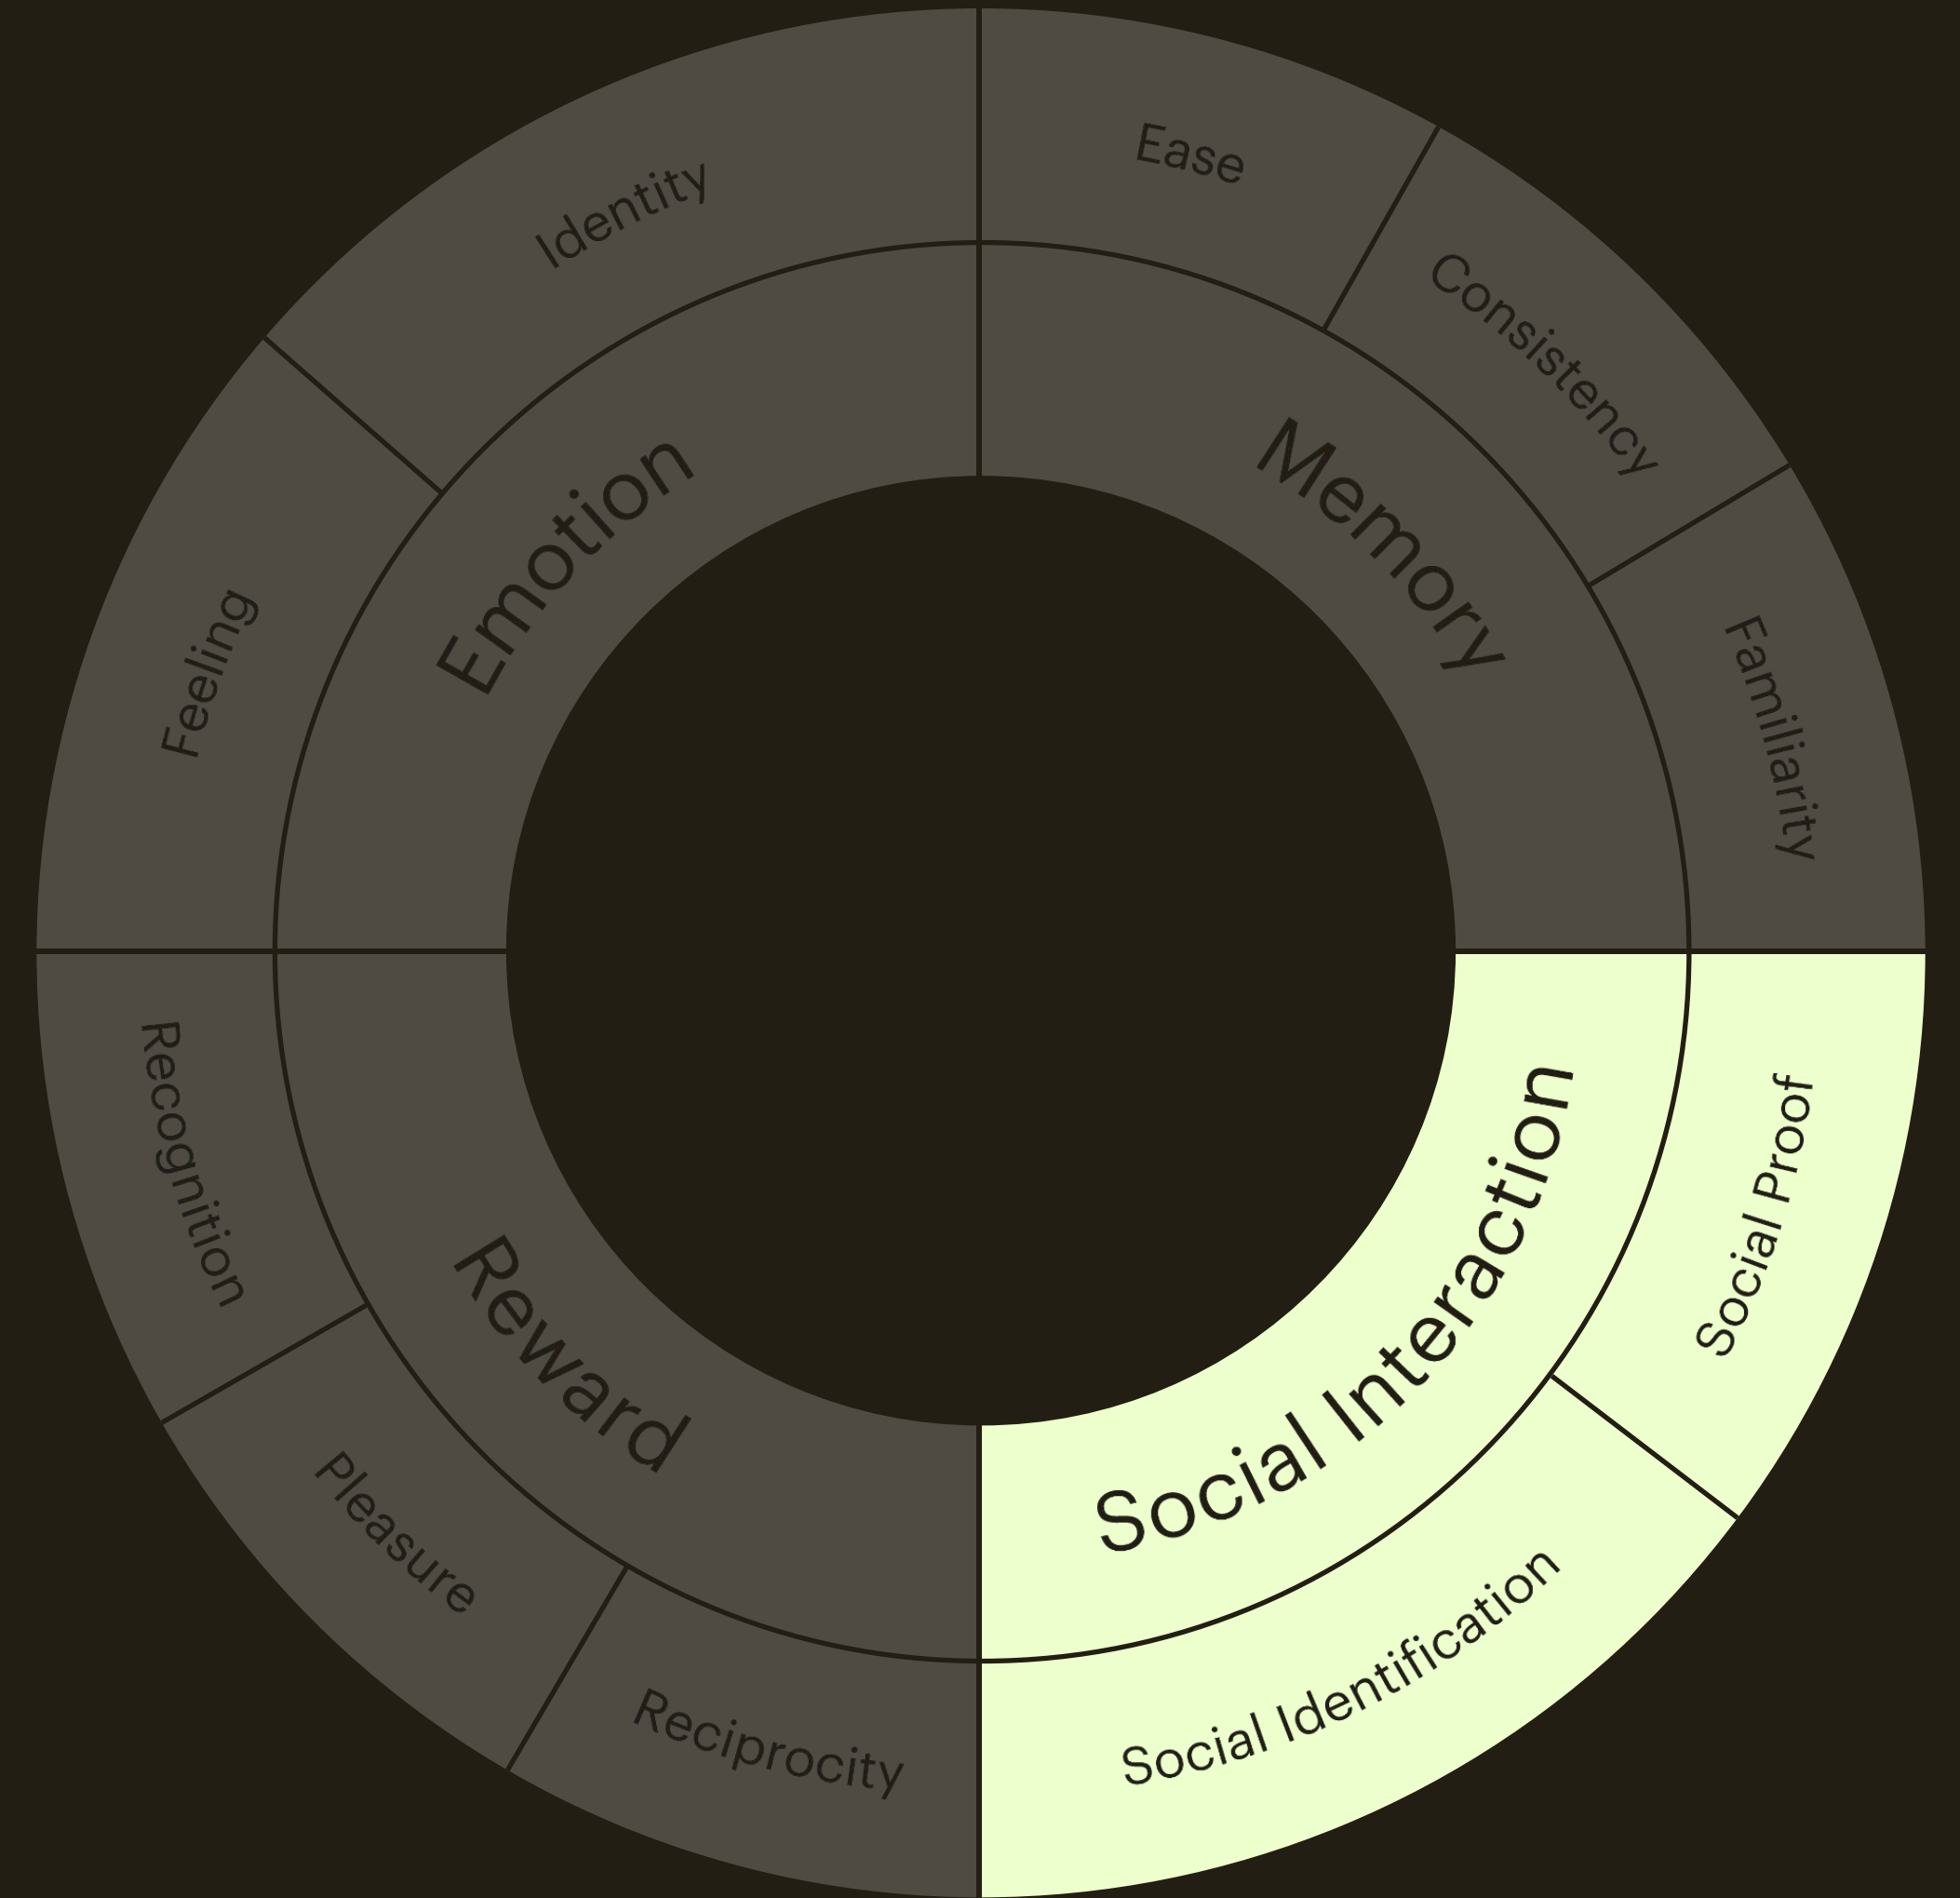 Ease
Identity
Consistency
Memory
Emotion
Familiarity
Feeling
Recognition
Social Interaction
Social Proof
Reward
Pleasure
Social Identification
Reciprocity